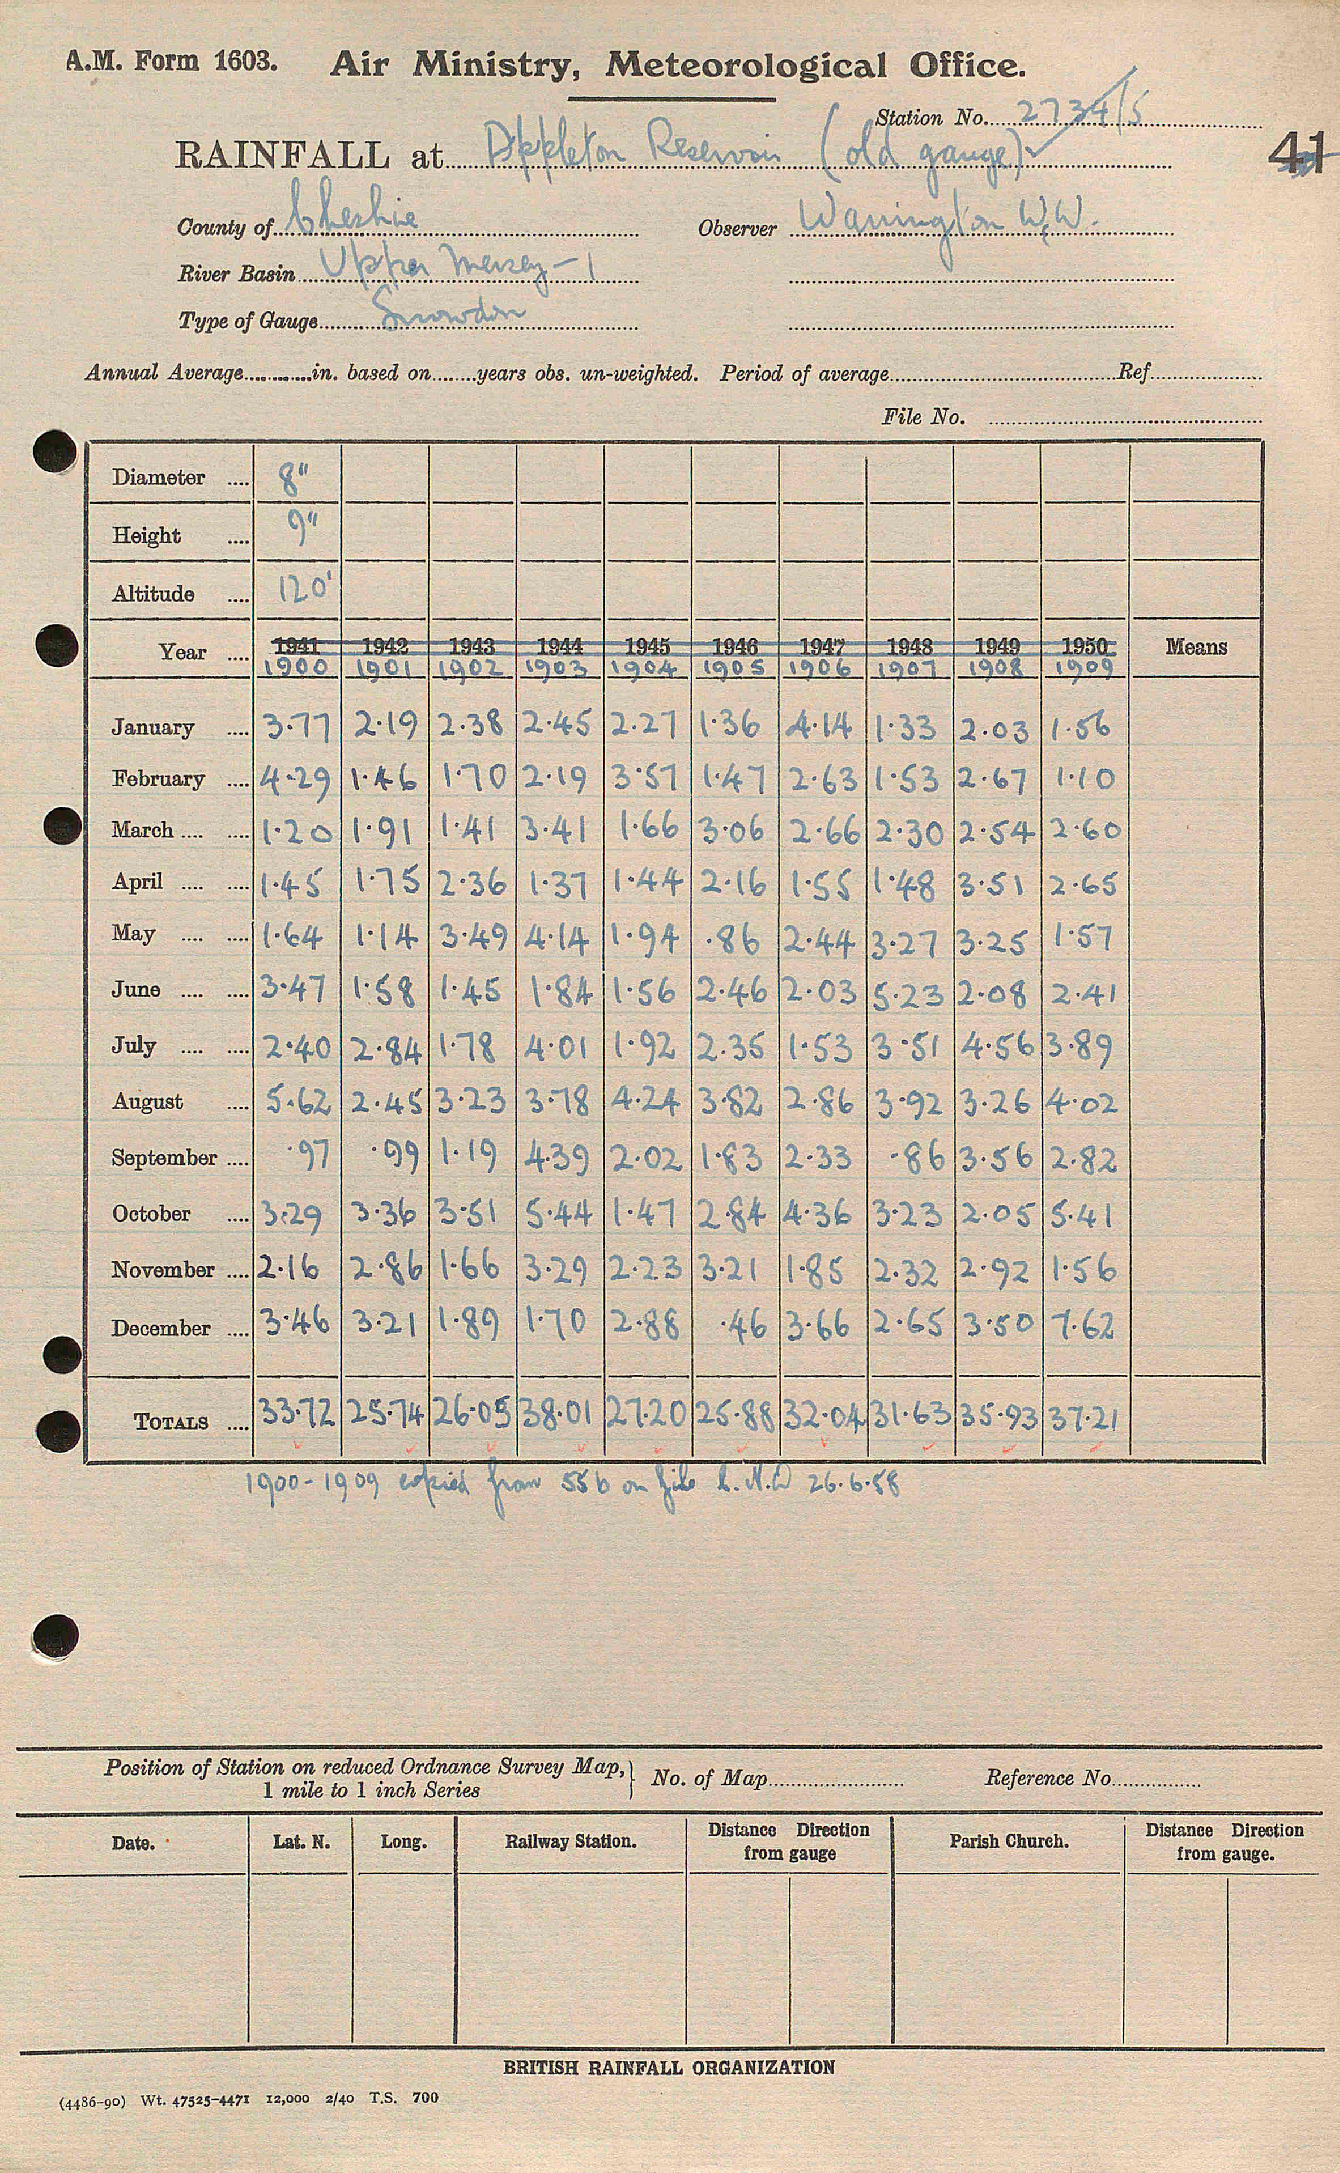 A.M. Form 1603. Air Ministry, Meteorological Office.
Station No. 2734/5
RAINFALL at Appleton Reservoir (old gauge) ✓
41
County of Cheshire Observer Warrington W.W.
River Basin Upper Mersey - 1
Type of Gauge Snowdon
Annual Average............in. based on........years obs. un-weighted. Period of average........Ref........
File No. ........
Diameter .... 8"
Height .... 9"
Altitude .... 120'
Year .... 1941 1942 1943 1944 1945 1946 1947 1948 1949 1950 Means
1900 1901 1902 1903 1904 1905 1906 1907 1908 1909
January .... 3.77 2.19 2.38 2.45 2.27 1.36 4.14 1.33 2.03 1.56
February .... 4.29 1.46 1.70 2.19 3.57 1.47 2.63 1.53 2.67 1.10
March .... .... 1.20 1.91 1.41 3.41 1.66 3.06 2.66 2.30 2.54 2.60
April .... .... 1.45 1.75 2.36 1.37 1.44 2.16 1.55 1.48 3.51 2.65
May .... .... 1.64 1.14 3.49 4.14 1.94 .86 2.44 3.27 3.25 1.57
June .... .... 3.47 1.58 1.45 1.84 1.56 2.46 2.03 5.23 2.08 2.41
July .... .... 2.40 2.84 1.78 4.01 1.92 2.35 1.53 3.51 4.56 3.89
August .... 5.62 2.45 3.23 3.78 4.24 3.82 2.86 3.92 3.26 4.02
September .... .97 .99 1.19 4.39 2.02 1.83 2.33 .86 3.56 2.82
October .... 3.29 3.36 3.51 5.44 1.47 2.84 4.36 3.23 2.05 5.41
November .... 2.16 2.86 1.66 3.29 2.23 3.21 1.85 2.32 2.92 1.56
December .... 3.46 3.21 1.89 1.70 2.88 .46 3.66 2.65 3.50 7.62
TOTALS .... 33.72 25.74 26.05 38.01 27.20 25.88 32.04 31.63 35.93 37.21
1900-1909 copied from 556 on file 26.6.58
Position of Station on reduced Ordnance Survey Map,
1 mile to 1 inch Series } No. of Map........ Reference No........
Date. Lat. N. Long. Railway Station. Distance Direction from gauge Parish Church. Distance Direction from gauge.
BRITISH RAINFALL ORGANIZATION
(4486-90) Wt. 47525-4471 12,000 2/40 T.S. 700